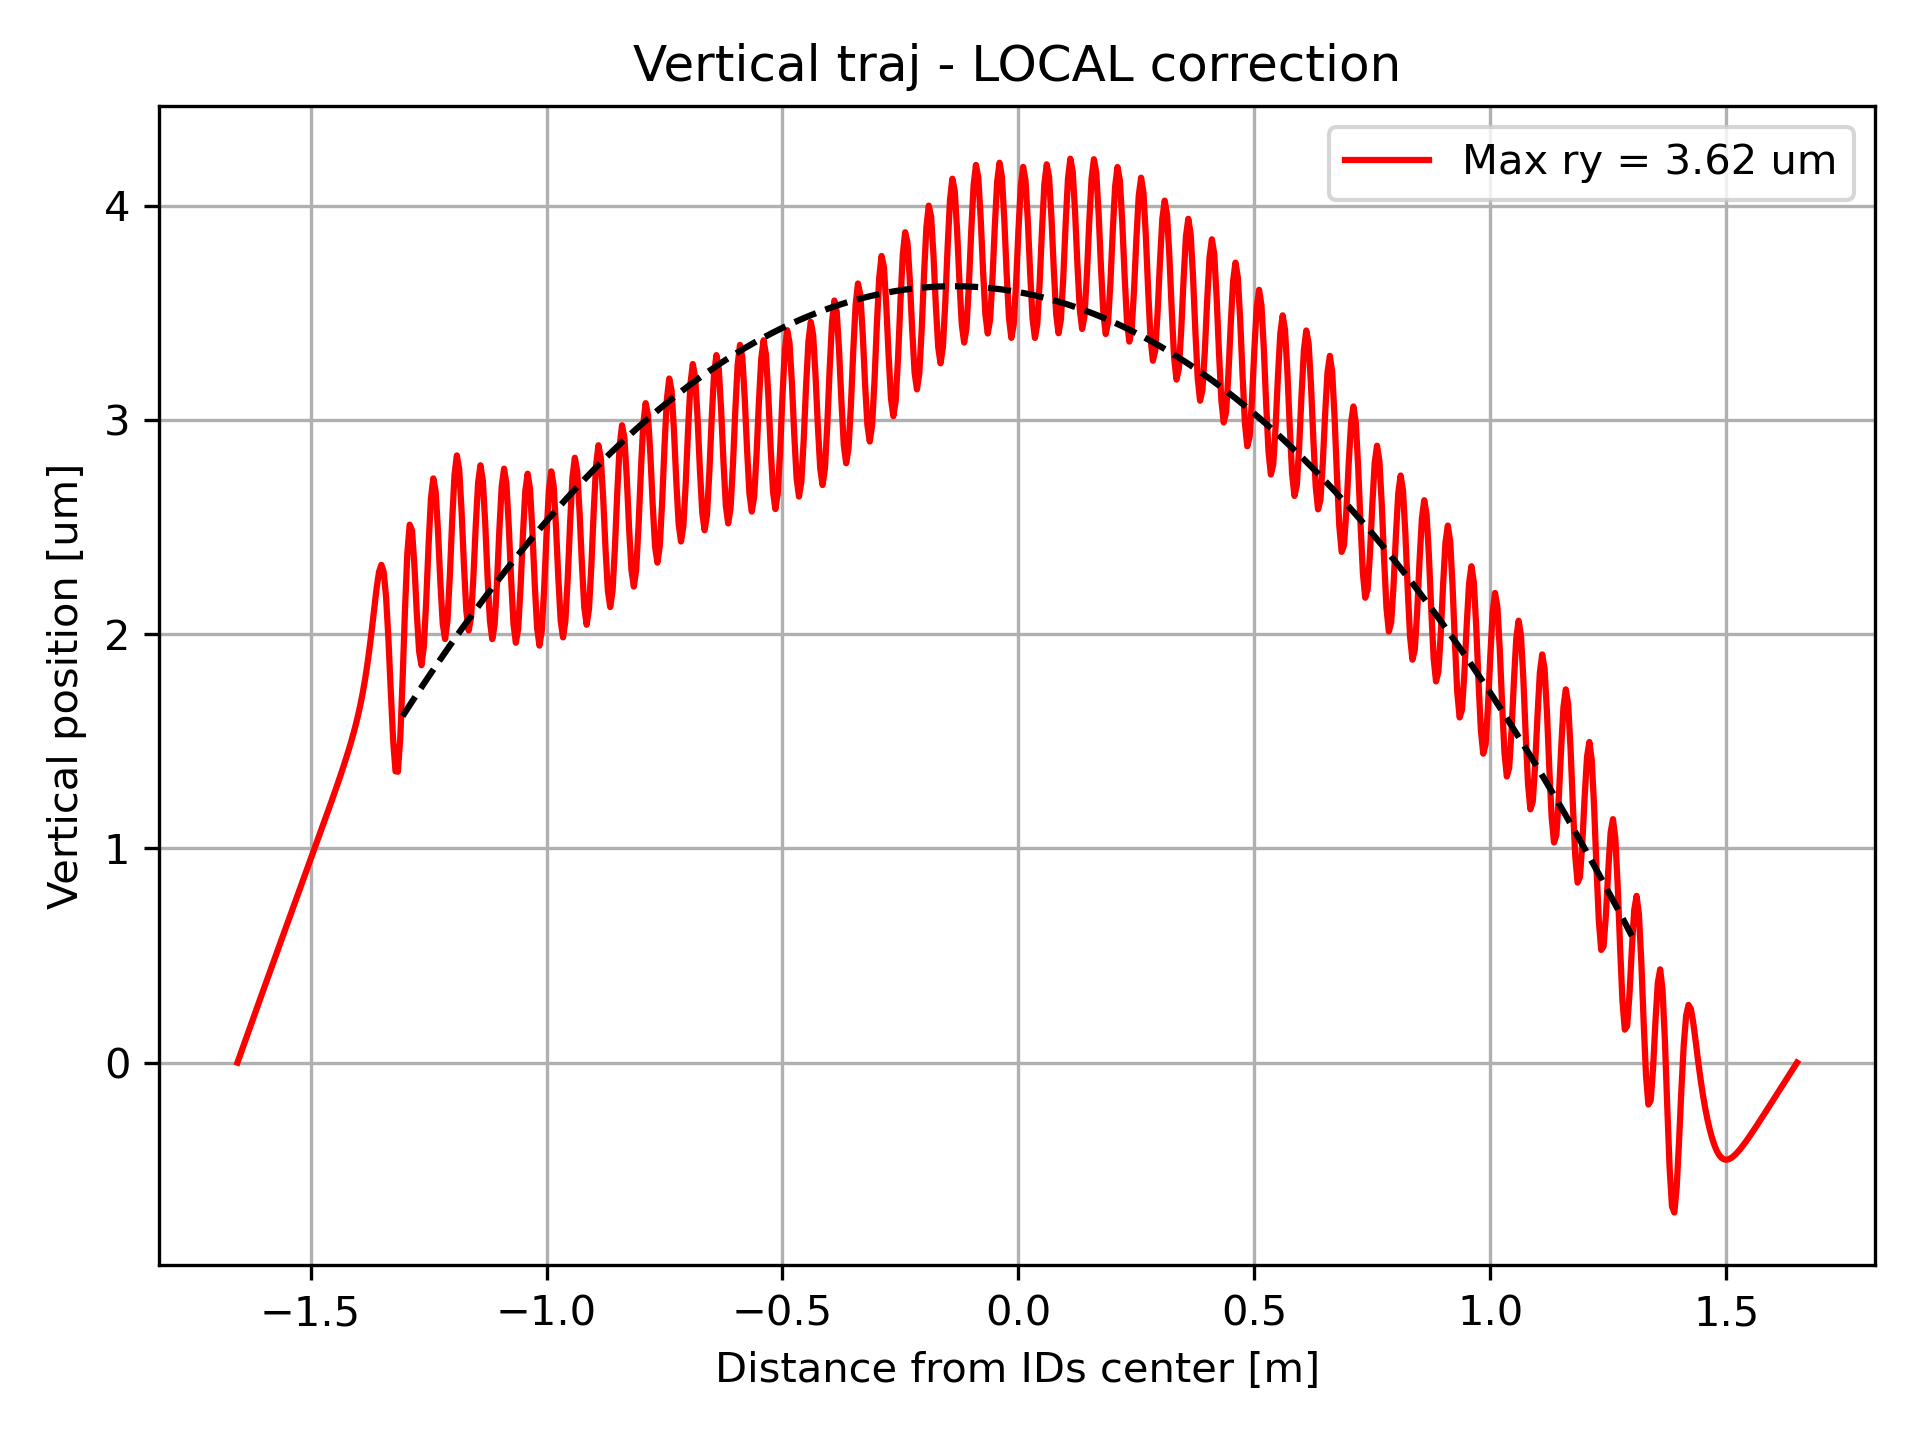 Vertical traj - LOCAL correction
Max ry = 3.62 um
Vertical position [um]
4
3
2
1
0
−1.5 −1.0 −0.5 0.0 0.5 1.0 1.5
Distance from IDs center [m]